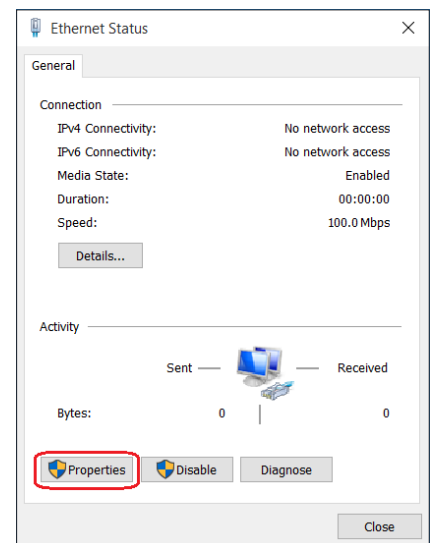 Ethernet Status
General
Connection
IPv4 Connectivity: No network access
IPv6 Connectivity: No network access
Media State: Enabled
Duration: 00:00:00
Speed: 100.0 Mbps
Details...
Activity
Sent Received
Bytes: 0 0
Properties Disable Diagnose
Close